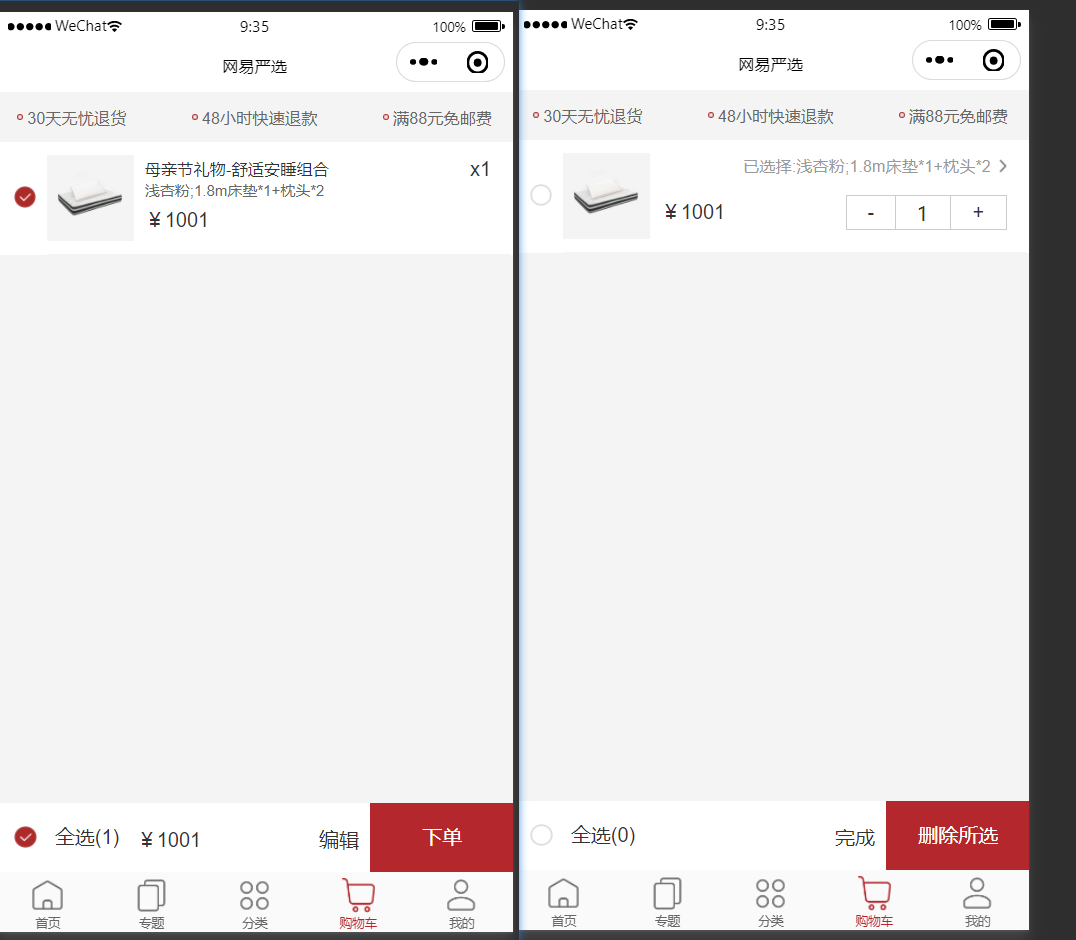 WeChat 9:35 100%
网易严选
30天无忧退货 48小时快速退款 满88元免邮费
母亲节礼物-舒适安睡组合 x1
浅杏粉;1.8m床垫*1+枕头*2
￥1001
全选(1) ￥1001 编辑 下单
首页 专题 分类 购物车 我的
WeChat 9:35 100%
网易严选
30天无忧退货 48小时快速退款 满88元免邮费
已选择:浅杏粉;1.8m床垫*1+枕头*2
￥1001 - 1 +
全选(0) 完成 删除所选
首页 专题 分类 购物车 我的